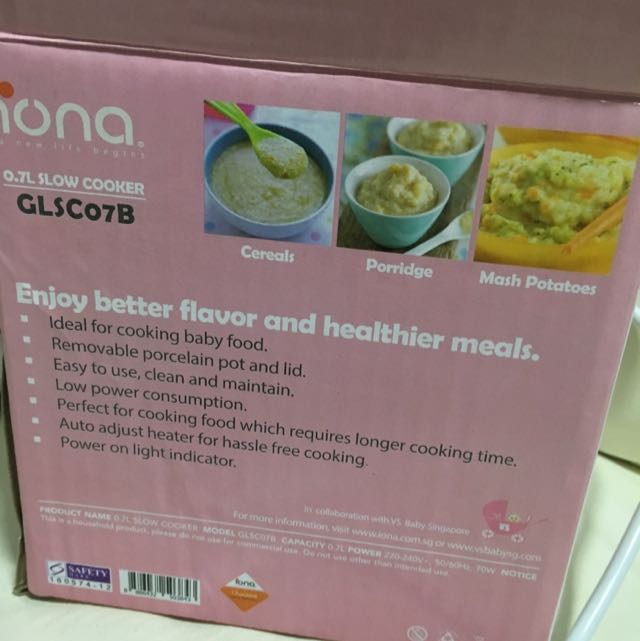 iona
a new life begins
0.7L SLOW COOKER
GLSC07B
Cereals
Porridge
Mash Potatoes
Enjoy better flavor and healthier meals.
Ideal for cooking baby food.
Removable porcelain pot and lid.
Easy to use, clean and maintain.
Low power consumption.
Perfect for cooking food which requires longer cooking time.
Auto adjust heater for hassle free cooking.
Power on light indicator.
In collaboration with VS Baby Singapore
VS
For more information, visit www.iona.com.sg or www.vsbabysg.com
PRODUCT NAME 0.7L SLOW COOKER MODEL GLSC07B CAPACITY 0.7L POWER 220-240V~, 50/60Hz, 70W NOTICE
This is a household product, please do not use for commercial use. Do not use other than intended use.
SAFETY
MARK
160574-12
iona